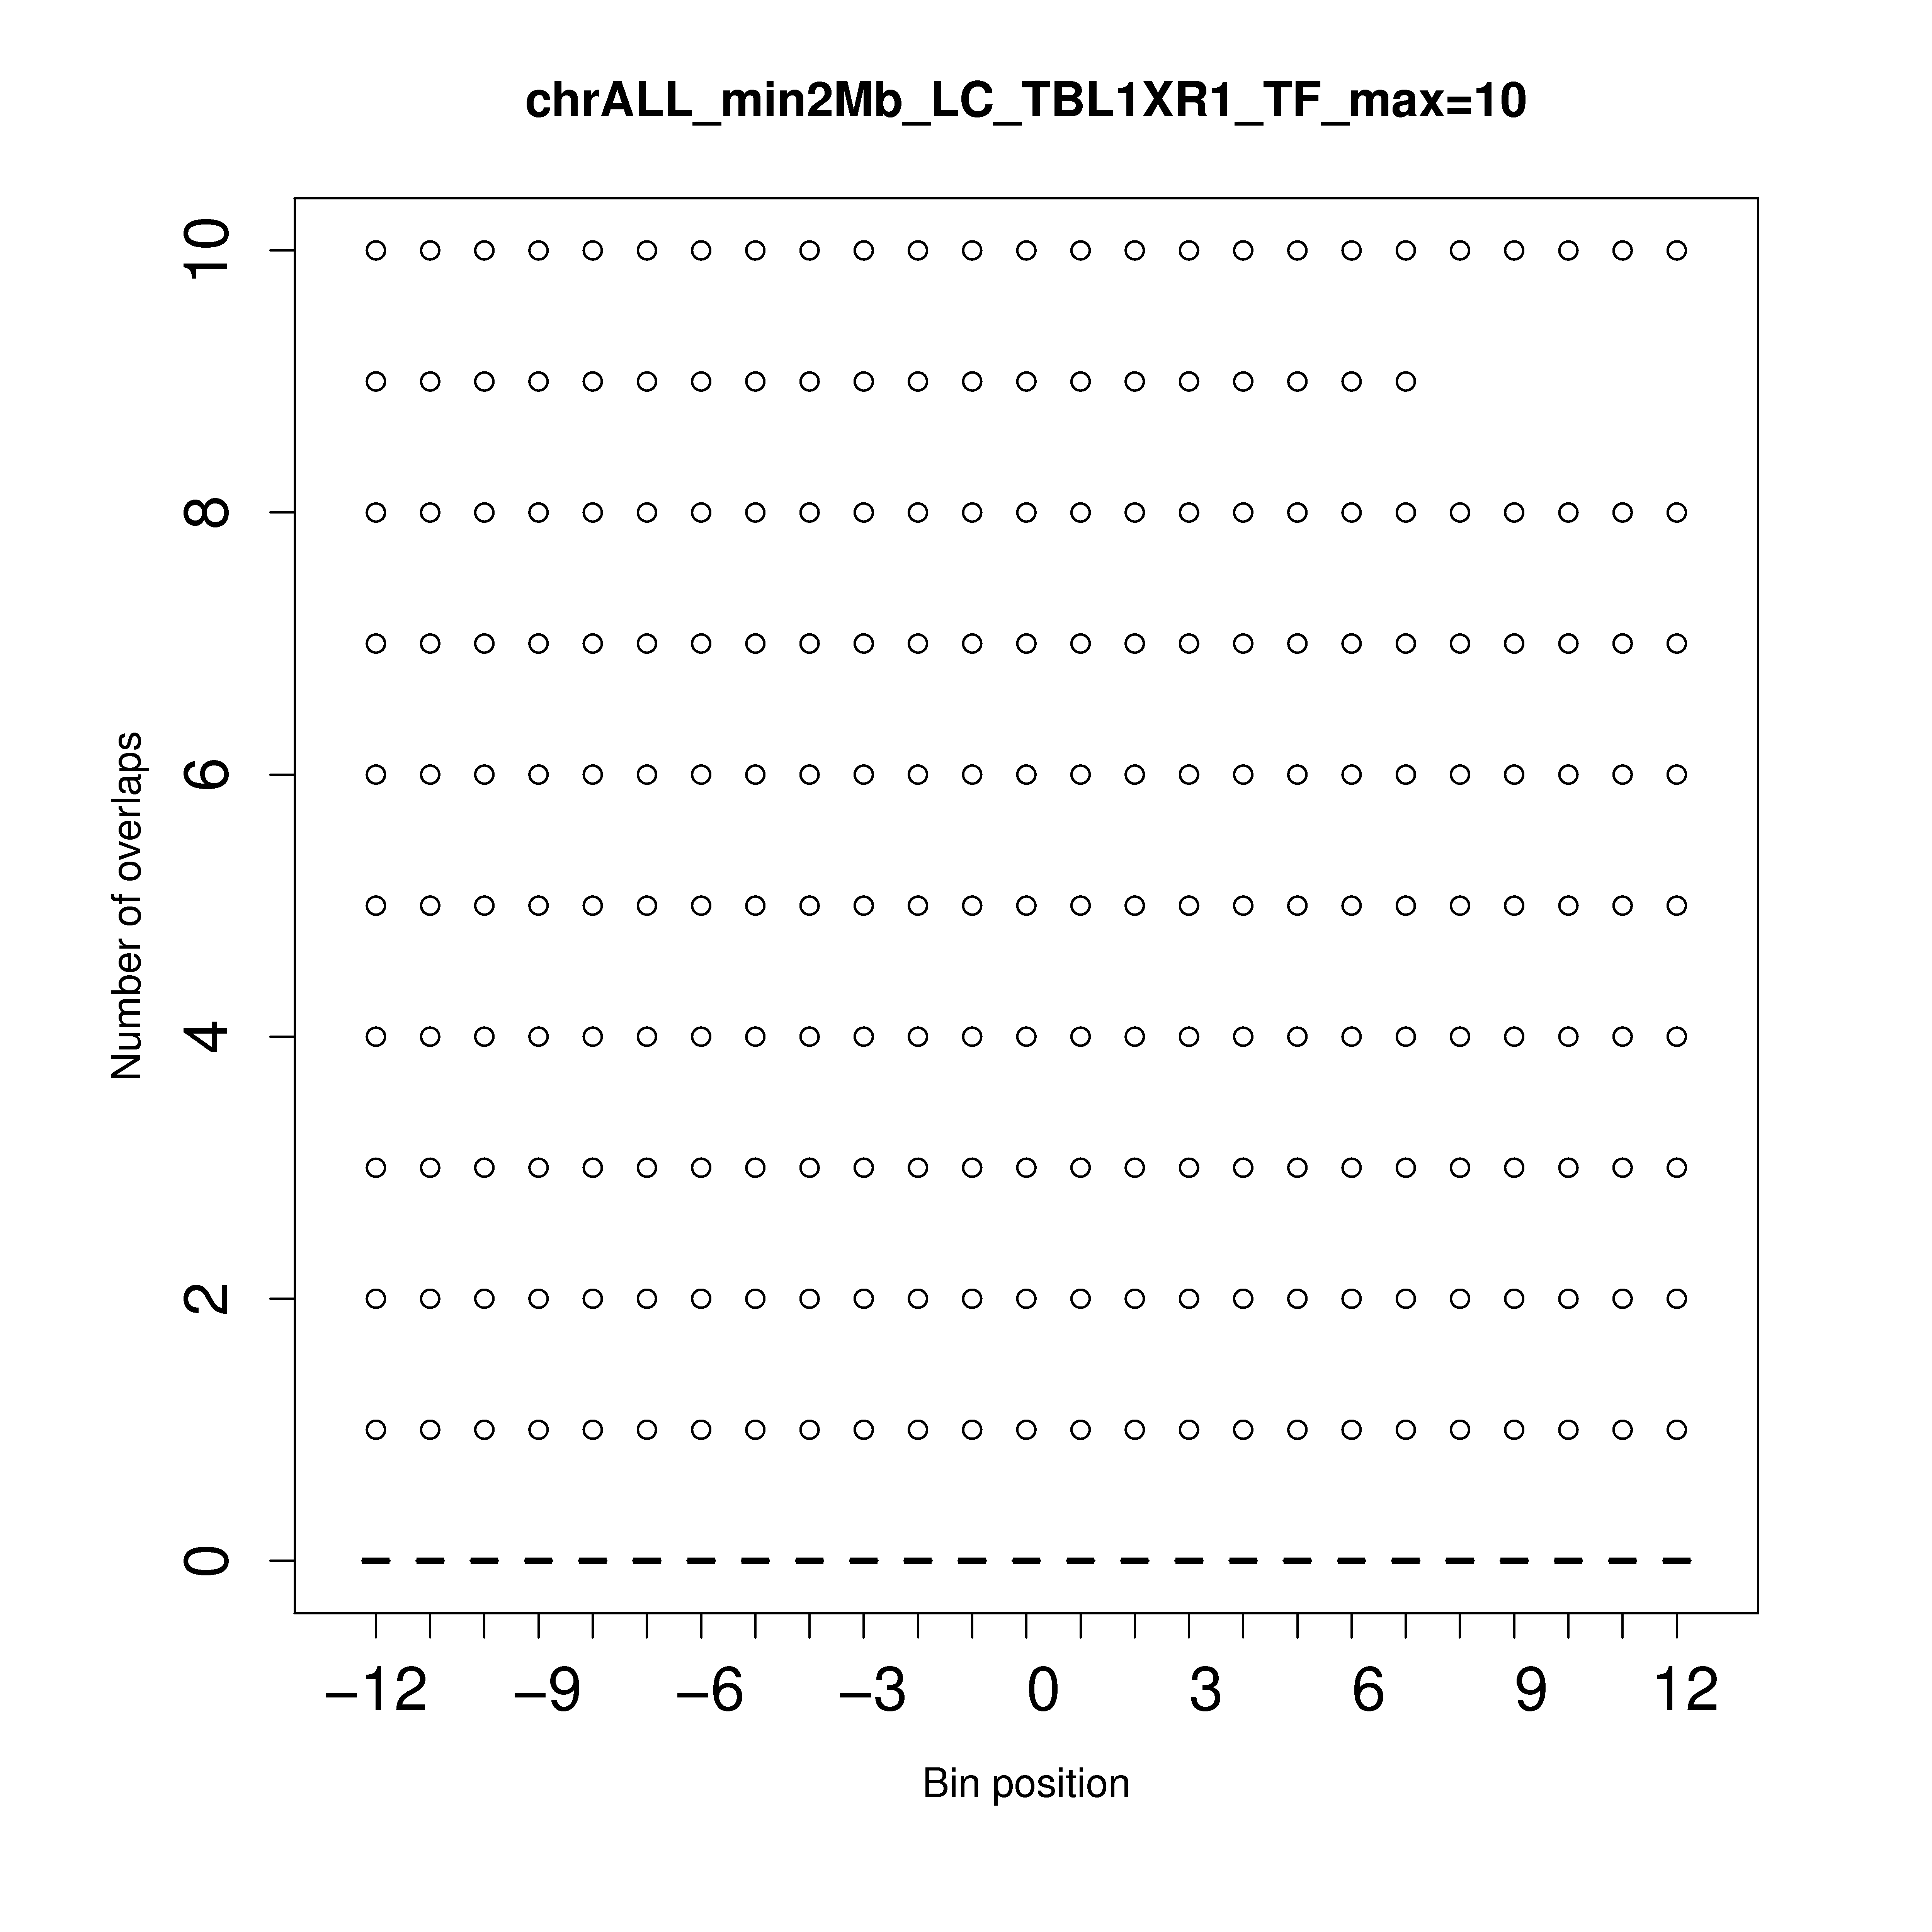 chrALL_min2Mb_LC_TBL1XR1_TF_max=10
10
8
6
4
2
0
Number of overlaps
−12 −9 −6 −3 0 3 6 9 12
Bin position